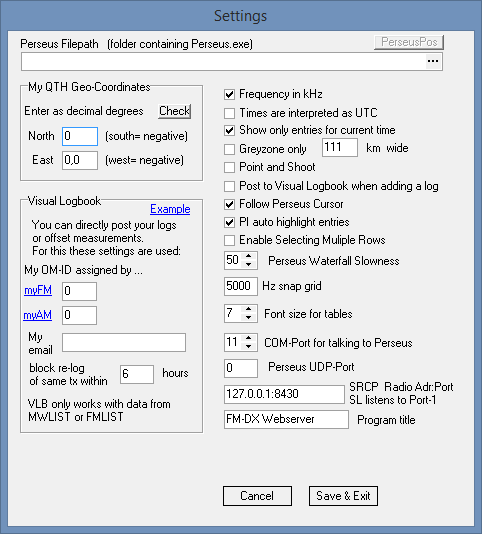 Settings
Perseus Filepath (folder containing Perseus.exe)
PerseusPos
...
My QTH Geo-Coordinates
Enter as decimal degrees
Check
North 0 (south= negative)
East 0,0 (west= negative)
Visual Logbook
Example
You can directly post your logs
or offset measurements.
For this these settings are used:
My OM-ID assigned by ...
myFM 0
myAM 0
My
email
block re-log
of same tx within 6 hours
VLB only works with data from
MWLIST or FMLIST
Frequency in kHz
Times are interpreted as UTC
Show only entries for current time
Greyzone only 111 km wide
Point and Shoot
Post to Visual Logbook when adding a log
Follow Perseus Cursor
PI auto highlight entries
Enable Selecting Muliple Rows
50 Perseus Waterfall Slowness
5000 Hz snap grid
7 Font size for tables
11 COM-Port for talking to Perseus
0 Perseus UDP-Port
127.0.0.1:8430
SRCP Radio Adr:Port
SL listens to Port-1
FM-DX Webserver Program title
Cancel
Save & Exit